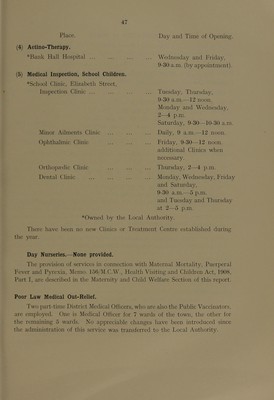 47
Place. Day and Time of Opening.
(4) Actino-Therapy.
*Bank Hall Hospital ... ... ... Wednesday and Friday,
9-30 a.m. (by appointment).
(5) Medical Inspection, School Children.
*School Clinic, Elizabeth Street.
Inspection Clinic ... ... ... ... Tuesday, Thursday,
9-30 a.m.—12 noon.
Monday and Wednesday,
2—4 p.m.
Saturday, 9-30—10-30 a.m.
Minor Ailments Clinic ... ... ... Daily, 9 a.m.—12 noon.
Ophthalmic Clinic ... ... ... Friday, 9-30—12 noon,
additional Clinics when
necessary.
Orthopaedic Clinic ... ... ... Thursday, 2—4 p.m.
Dental Clinic ... ... ... ... Monday, Wednesday, Friday
and Saturday,
9-30 a.m.—5 p.m.
and Tuesday and Thursday
at 2—5 p.m.
*Owned by the Local Authority.
There have been no new Clinics or Treatment Centre established during
the year.
Day Nurseries.—None provided.
The provision of services in connection with Maternal Mortality, Puerperal
Fever and Pyrexia, Memo. 156/M.C.W., Health Visiting and Children Act, 1908,
Part I, are described in the Maternity and Child Welfare Section of this report.
Poor Law Medical Out-Relief.
Two part-time District Medical Officers, who are also the Public Vaccinators,
are employed. One is Medical Officer for 7 wards of the town, the other for
the remaining 5 wards. No appreciable changes have been introduced since
the administration of this service was transferred to the Local Authority.